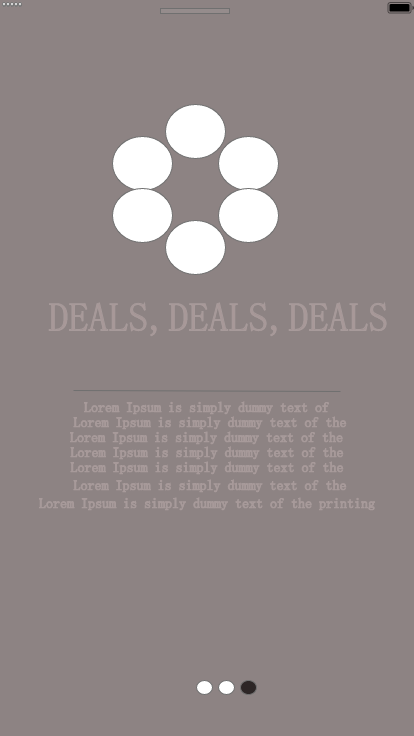 DEALS, DEALS, DEALS
Lorem Ipsum is simply dummy text of
Lorem Ipsum is simply dummy text of the
Lorem Ipsum is simply dummy text of the
Lorem Ipsum is simply dummy text of the
Lorem Ipsum is simply dummy text of the
Lorem Ipsum is simply dummy text of the
Lorem Ipsum is simply dummy text of the printing